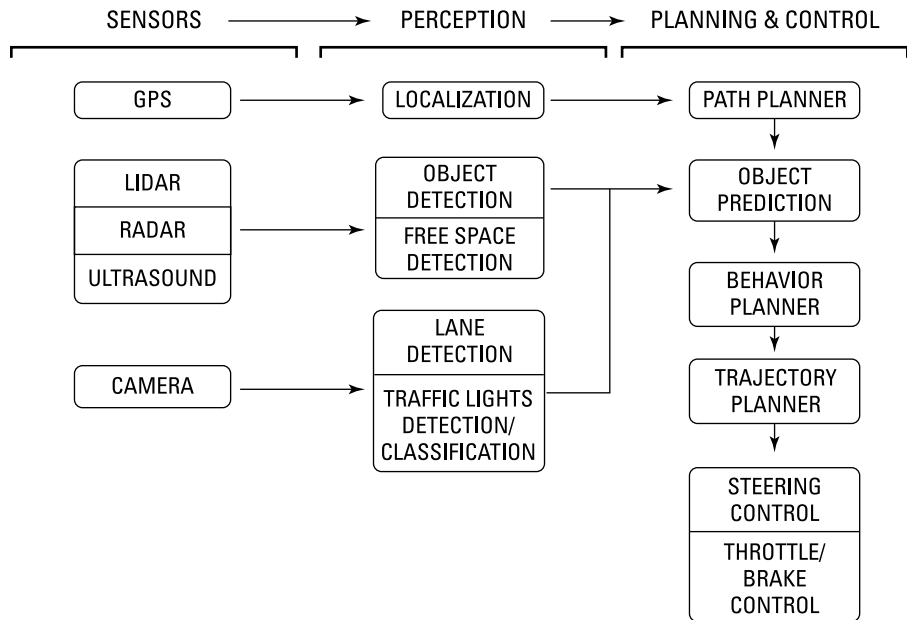 SENSORS
PERCEPTION
PLANNING & CONTROL
GPS
LOCALIZATION
PATH PLANNER
LIDAR
RADAR
ULTRASOUND
OBJECT
DETECTION
FREE SPACE
DETECTION
OBJECT
PREDICTION
BEHAVIOR
PLANNER
CAMERA
LANE
DETECTION
TRAFFIC LIGHTS
DETECTION/
CLASSIFICATION
TRAJECTORY
PLANNER
STEERING
CONTROL
THROTTLE/
BRAKE
CONTROL